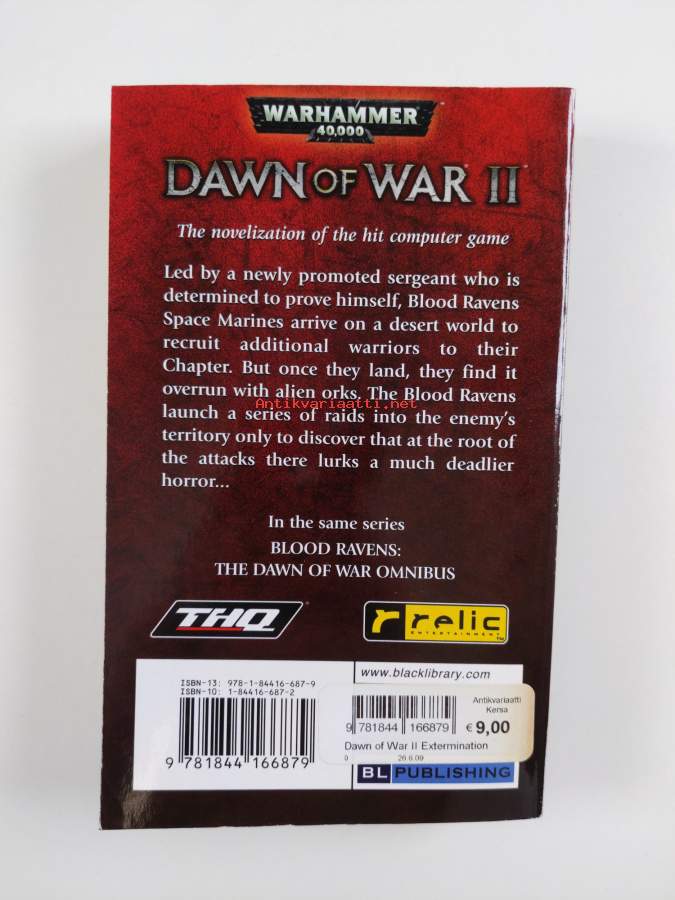 WARHAMMER
40,000
DAWN OF WAR II
The novelization of the hit computer game
Led by a newly promoted sergeant who is
determined to prove himself, Blood Ravens
Space Marines arrive on a desert world to
recruit additional warriors to their
Chapter. But once they land, they find it
overrun with alien orks. The Blood Ravens
Antikvariaatti.net
launch a series of raids into the enemy's
territory only to discover that at the root of
the attacks there lurks a much deadlier
horror...
In the same series
BLOOD RAVENS:
THE DAWN OF WAR OMNIBUS
THQ
r relic
ENTERTAINMENT™
ISBN-13: 978-1-84416-687-9
ISBN-10: 1-84416-687-2
9 781844 166879
www.blacklibrary.com
Antikvariaatti
Kersa
9 781844 166879
€ 9,00
Dawn of War II Extermination
26.6.09
BL PUBLISHING